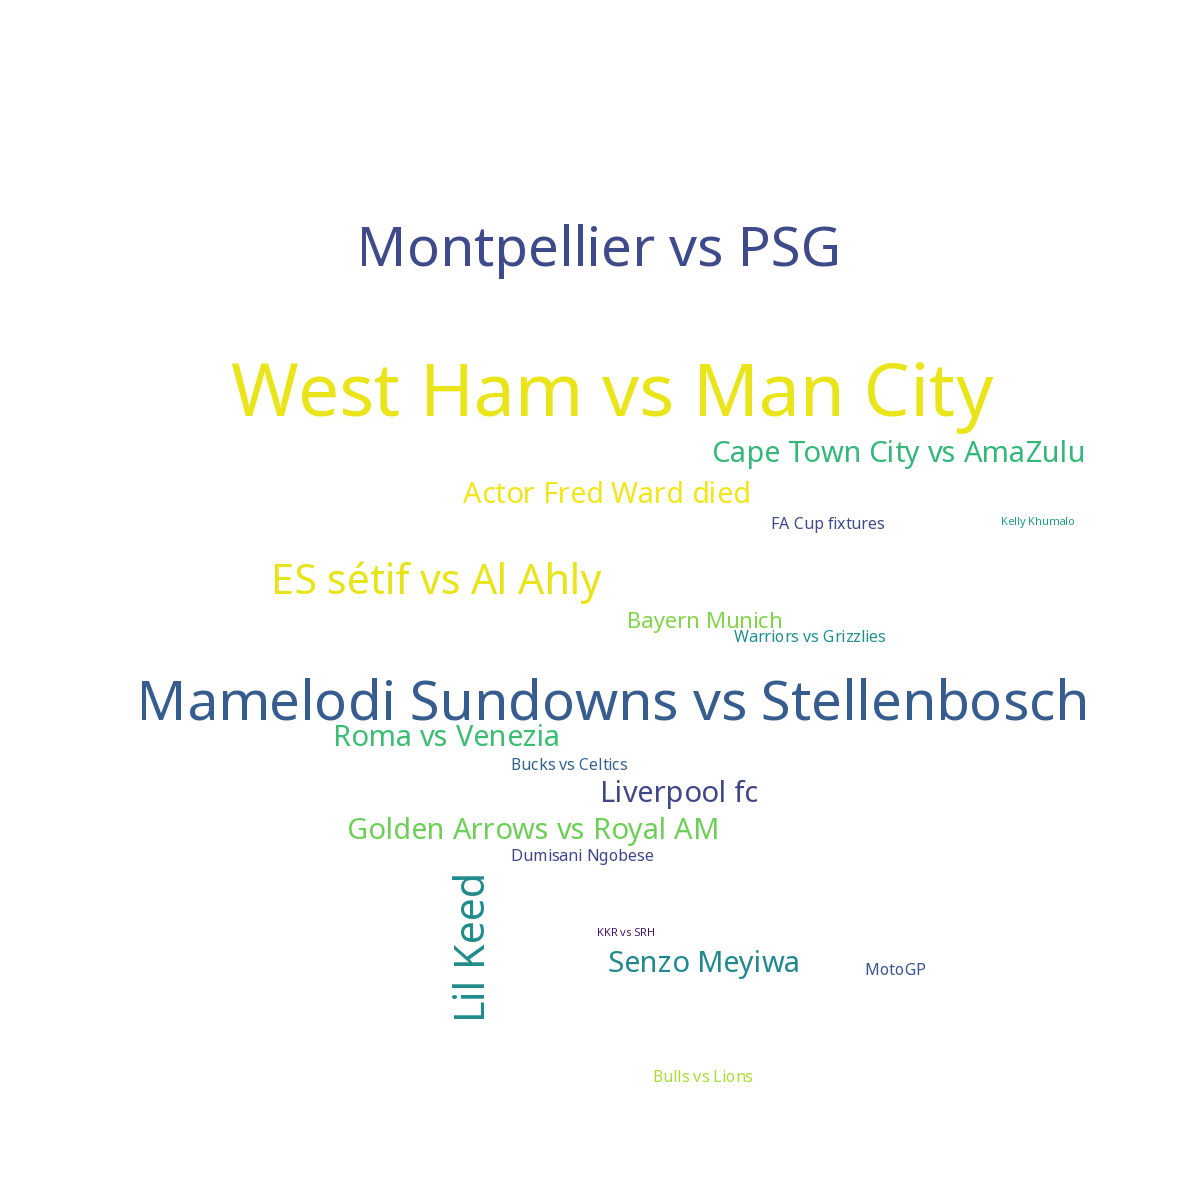 Montpellier vs PSG
West Ham vs Man City
Cape Town City vs AmaZulu
Actor Fred Ward died
FA Cup fixtures
Kelly Khumalo
ES sétif vs Al Ahly
Bayern Munich
Warriors vs Grizzlies
Mamelodi Sundowns vs Stellenbosch
Roma vs Venezia
Bucks vs Celtics
Liverpool fc
Golden Arrows vs Royal AM
Dumisani Ngobese
Lil Keed
KKR vs SRH
Senzo Meyiwa
MotoGP
Bulls vs Lions